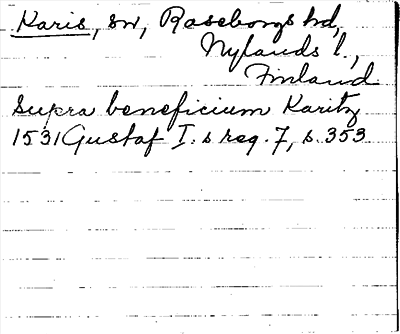 Karis, sn, Raseborgs hd,
Nylands l.,
Finland
Supra beneficium Karitz
1531 Gustaf I:s reg. 7, s. 353